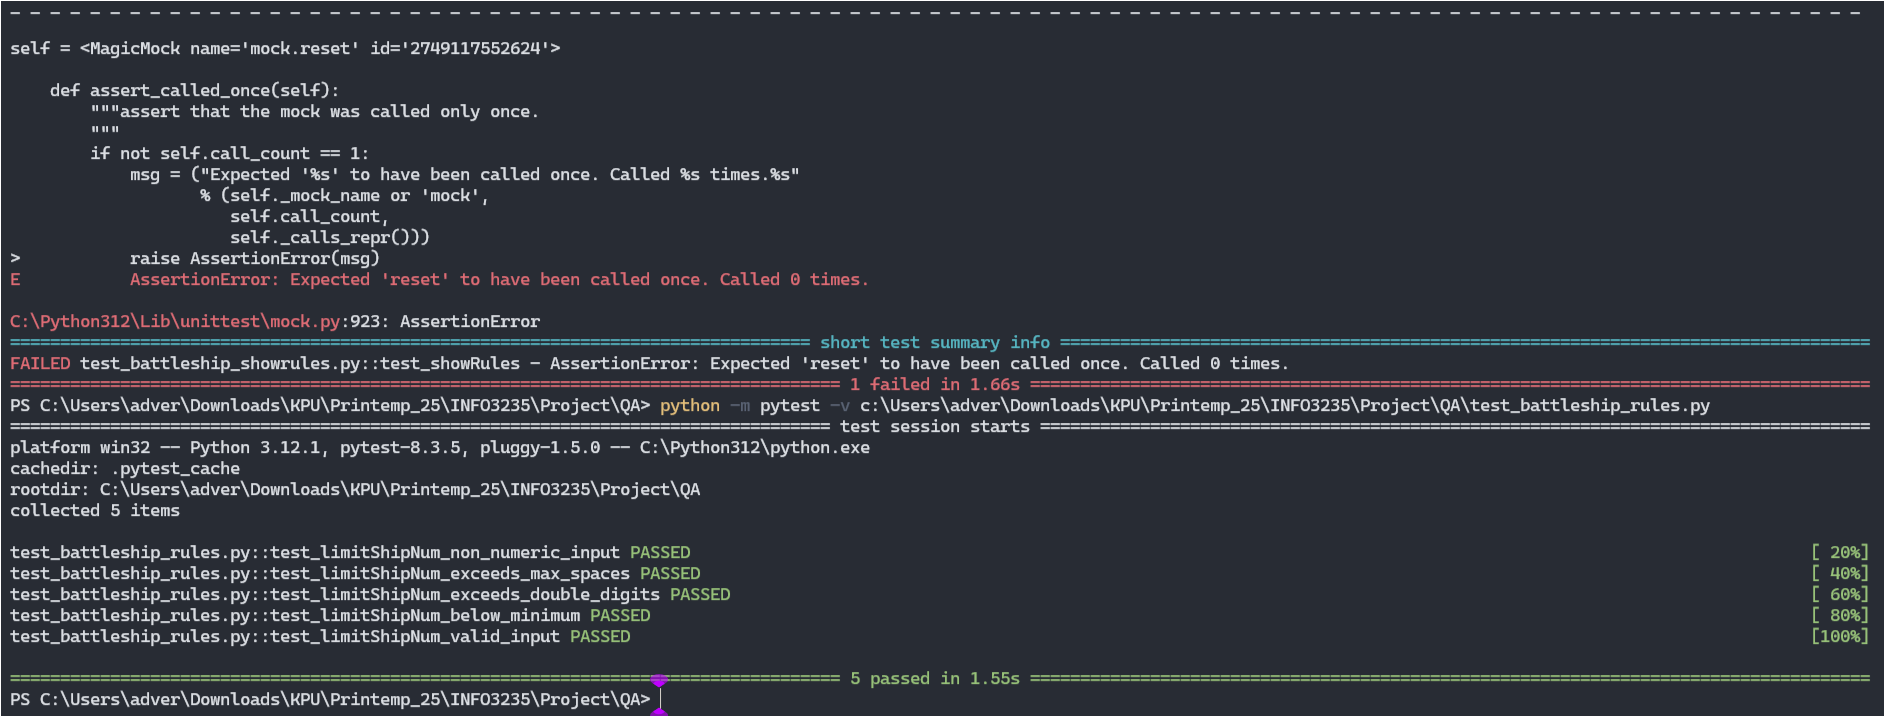 self = <MagicMock name='mock.reset' id='2749117552624'>
    def assert_called_once(self):
        """assert that the mock was called only once.
        """
        if not self.call_count == 1:
            msg = ("Expected '%s' to have been called once. Called %s times.%s"
                   % (self._mock_name or 'mock',
                      self.call_count,
                      self._calls_repr()))
>           raise AssertionError(msg)
E           AssertionError: Expected 'reset' to have been called once. Called 0 times.
C:\Python312\Lib\unittest\mock.py:923: AssertionError
================================================================================ short test summary info =================================================================================
FAILED test_battleship_showrules.py::test_showRules - AssertionError: Expected 'reset' to have been called once. Called 0 times.
=================================================================================== 1 failed in 1.66s ====================================================================================
PS C:\Users\adver\Downloads\KPU\Printemp_25\INFO3235\Project\QA> python -m pytest -v c:\Users\adver\Downloads\KPU\Printemp_25\INFO3235\Project\QA\test_battleship_rules.py
================================================================================== test session starts ===================================================================================
platform win32 -- Python 3.12.1, pytest-8.3.5, pluggy-1.5.0 -- C:\Python312\python.exe
cachedir: .pytest_cache
rootdir: C:\Users\adver\Downloads\KPU\Printemp_25\INFO3235\Project\QA
collected 5 items
test_battleship_rules.py::test_limitShipNum_non_numeric_input PASSED [ 20%]
test_battleship_rules.py::test_limitShipNum_exceeds_max_spaces PASSED [ 40%]
test_battleship_rules.py::test_limitShipNum_exceeds_double_digits PASSED [ 60%]
test_battleship_rules.py::test_limitShipNum_below_minimum PASSED [ 80%]
test_battleship_rules.py::test_limitShipNum_valid_input PASSED [100%]
=================================================================================== 5 passed in 1.55s ====================================================================================
PS C:\Users\adver\Downloads\KPU\Printemp_25\INFO3235\Project\QA>